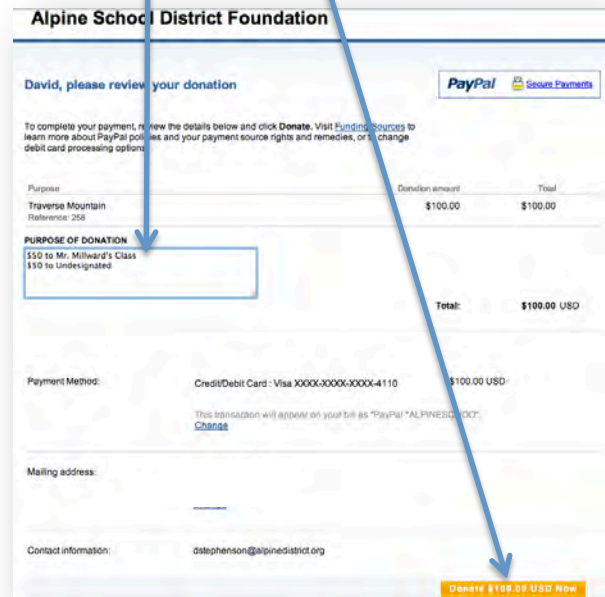 Alpine School District Foundation
David, please review your donation
PayPal Secure Payments
To complete your payment, review the details below and click Donate. Visit Funding Sources to
learn more about PayPal policies and your payment source rights and remedies, or to change
debit card processing options
Purpose Donation amount Total
Traverse Mountain $100.00 $100.00
Reference: 258
PURPOSE OF DONATION
$50 to Mr. Millward's Class
$50 to Undesignated
Total: $100.00 USD
Payment Method: Credit/Debit Card : Visa XXXX-XXXX-XXXX-4110 $100.00 USD
This transaction will appear on your bill as "PayPal *ALPINESCHOO".
Change
Mailing address:
Contact information: dstephenson@alpinedistrict.org
Donate $100.00 USD Now